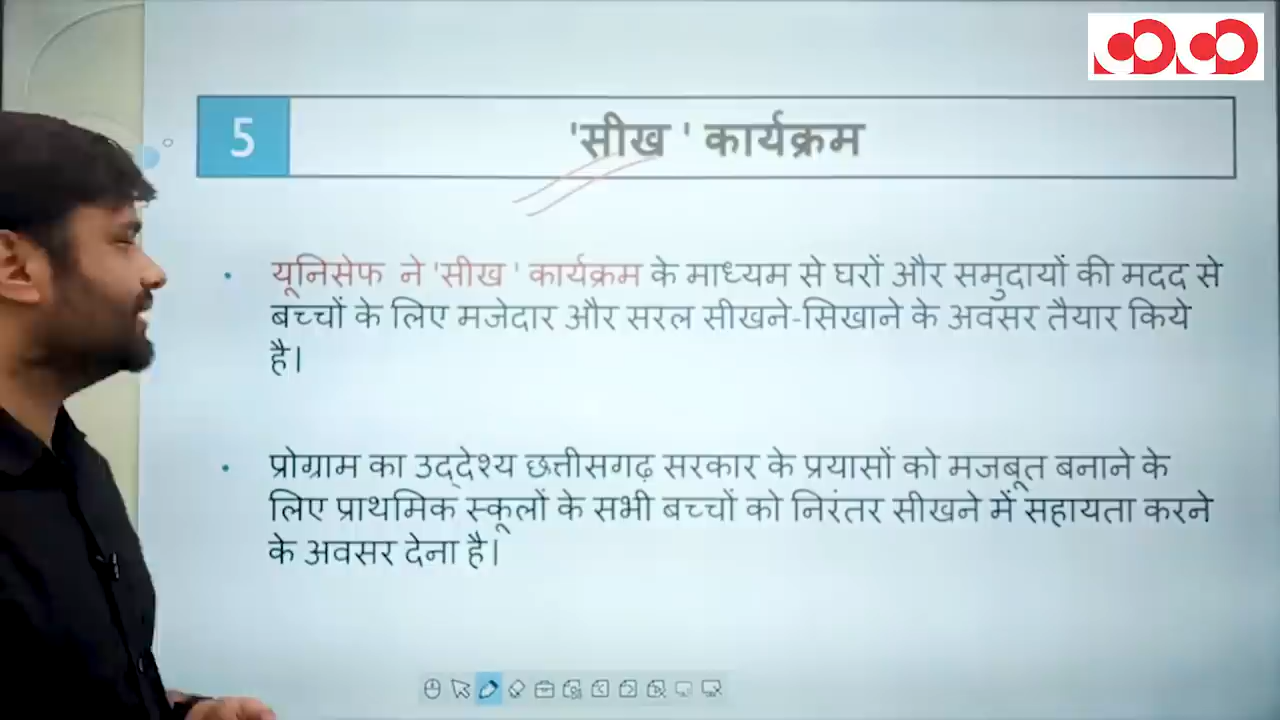 5
'सीख ' कार्यक्रम
• यूनिसेफ ने 'सीख ' कार्यक्रम के माध्यम से घरों और समुदायों की मदद से
बच्चों के लिए मजेदार और सरल सीखने-सिखाने के अवसर तैयार किये
है।
• प्रोग्राम का उद्देश्य छत्तीसगढ़ सरकार के प्रयासों को मजबूत बनाने के
लिए प्राथमिक स्कूलों के सभी बच्चों को निरंतर सीखने में सहायता करने
के अवसर देना है।